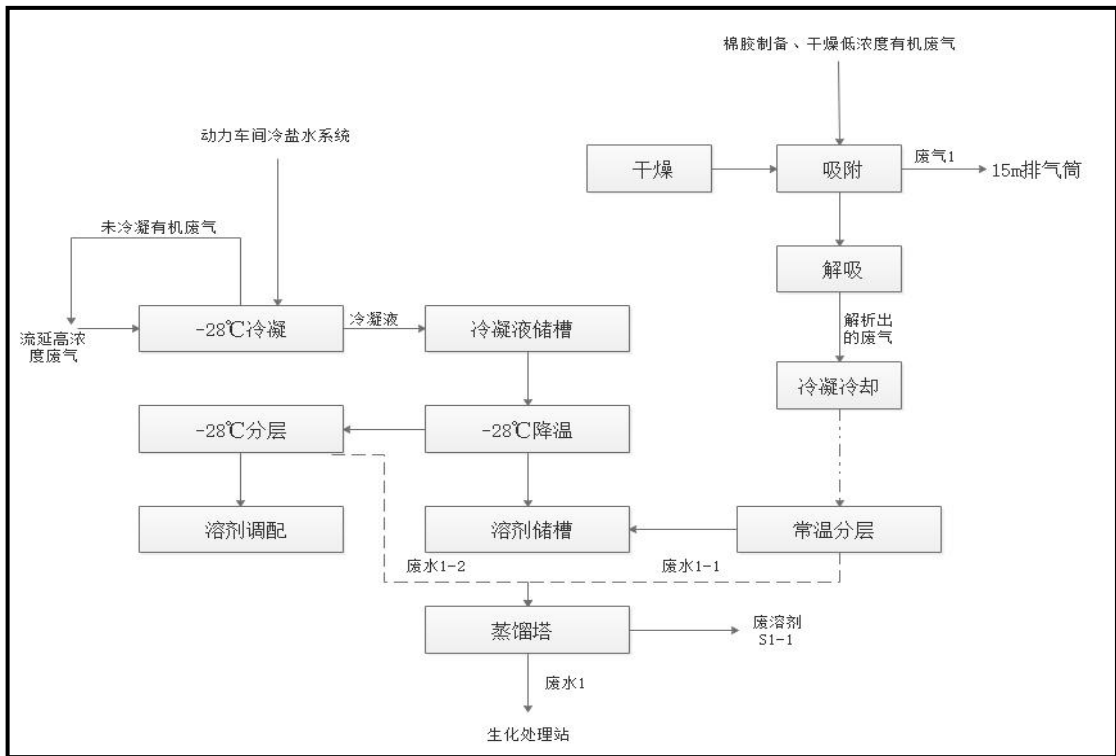 棉胶制备、干燥低浓度有机废气
动力车间冷盐水系统
干燥
吸附
废气1
15m排气筒
未冷凝有机废气
解吸
流延高浓
度废气
-28℃冷凝
冷凝液
冷凝液储槽
解析出
的废气
冷凝冷却
-28℃分层
-28℃降温
溶剂调配
溶剂储槽
常温分层
废水1-2
废水1-1
蒸馏塔
废溶剂
S1-1
废水1
生化处理站